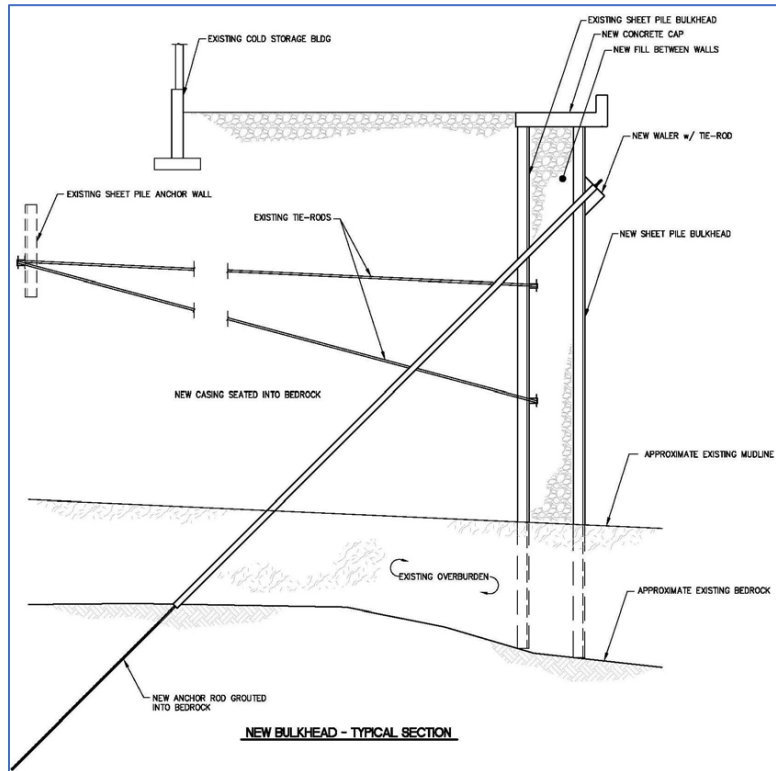 EXISTING SHEET PILE BULKHEAD
NEW CONCRETE CAP
NEW FILL BETWEEN WALLS
EXISTING COLD STORAGE BLDG
NEW WALER w/ TIE-ROD
EXISTING SHEET PILE ANCHOR WALL
EXISTING TIE-RODS
NEW SHEET PILE BULKHEAD
NEW CASING SEATED INTO BEDROCK
APPROXIMATE EXISTING MUDLINE
EXISTING OVERBURDEN
APPROXIMATE EXISTING BEDROCK
NEW ANCHOR ROD GROUTED
INTO BEDROCK
NEW BULKHEAD - TYPICAL SECTION